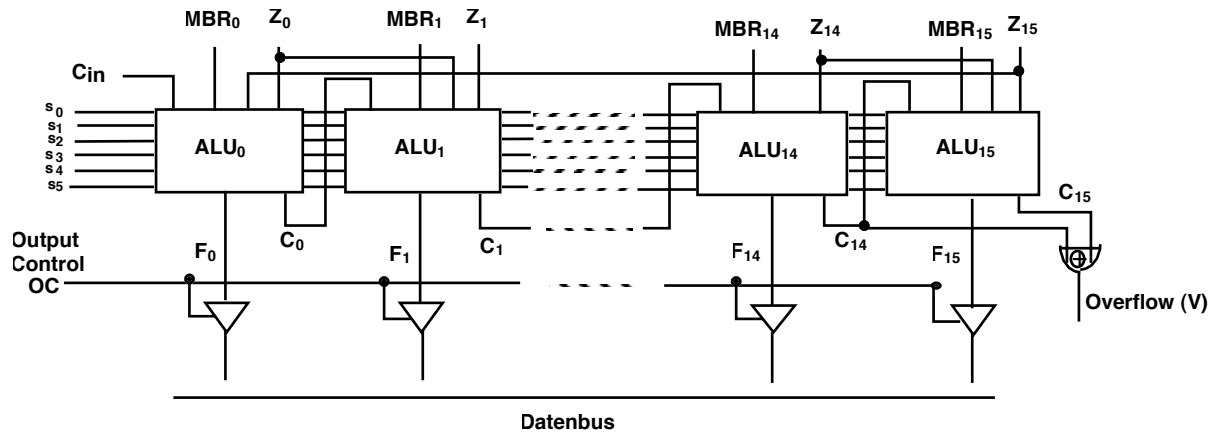 MBR₀ Z₀ MBR₁ Z₁ MBR₁₄ Z₁₄ MBR₁₅ Z₁₅
Cin
s₀
s₁
s₂
s₃
s₄
s₅
ALU₀ ALU₁ ALU₁₄ ALU₁₅
C₀ C₁ C₁₄ C₁₅
F₀ F₁ F₁₄ F₁₅
Output
Control
OC
+
Overflow (V)
Datenbus